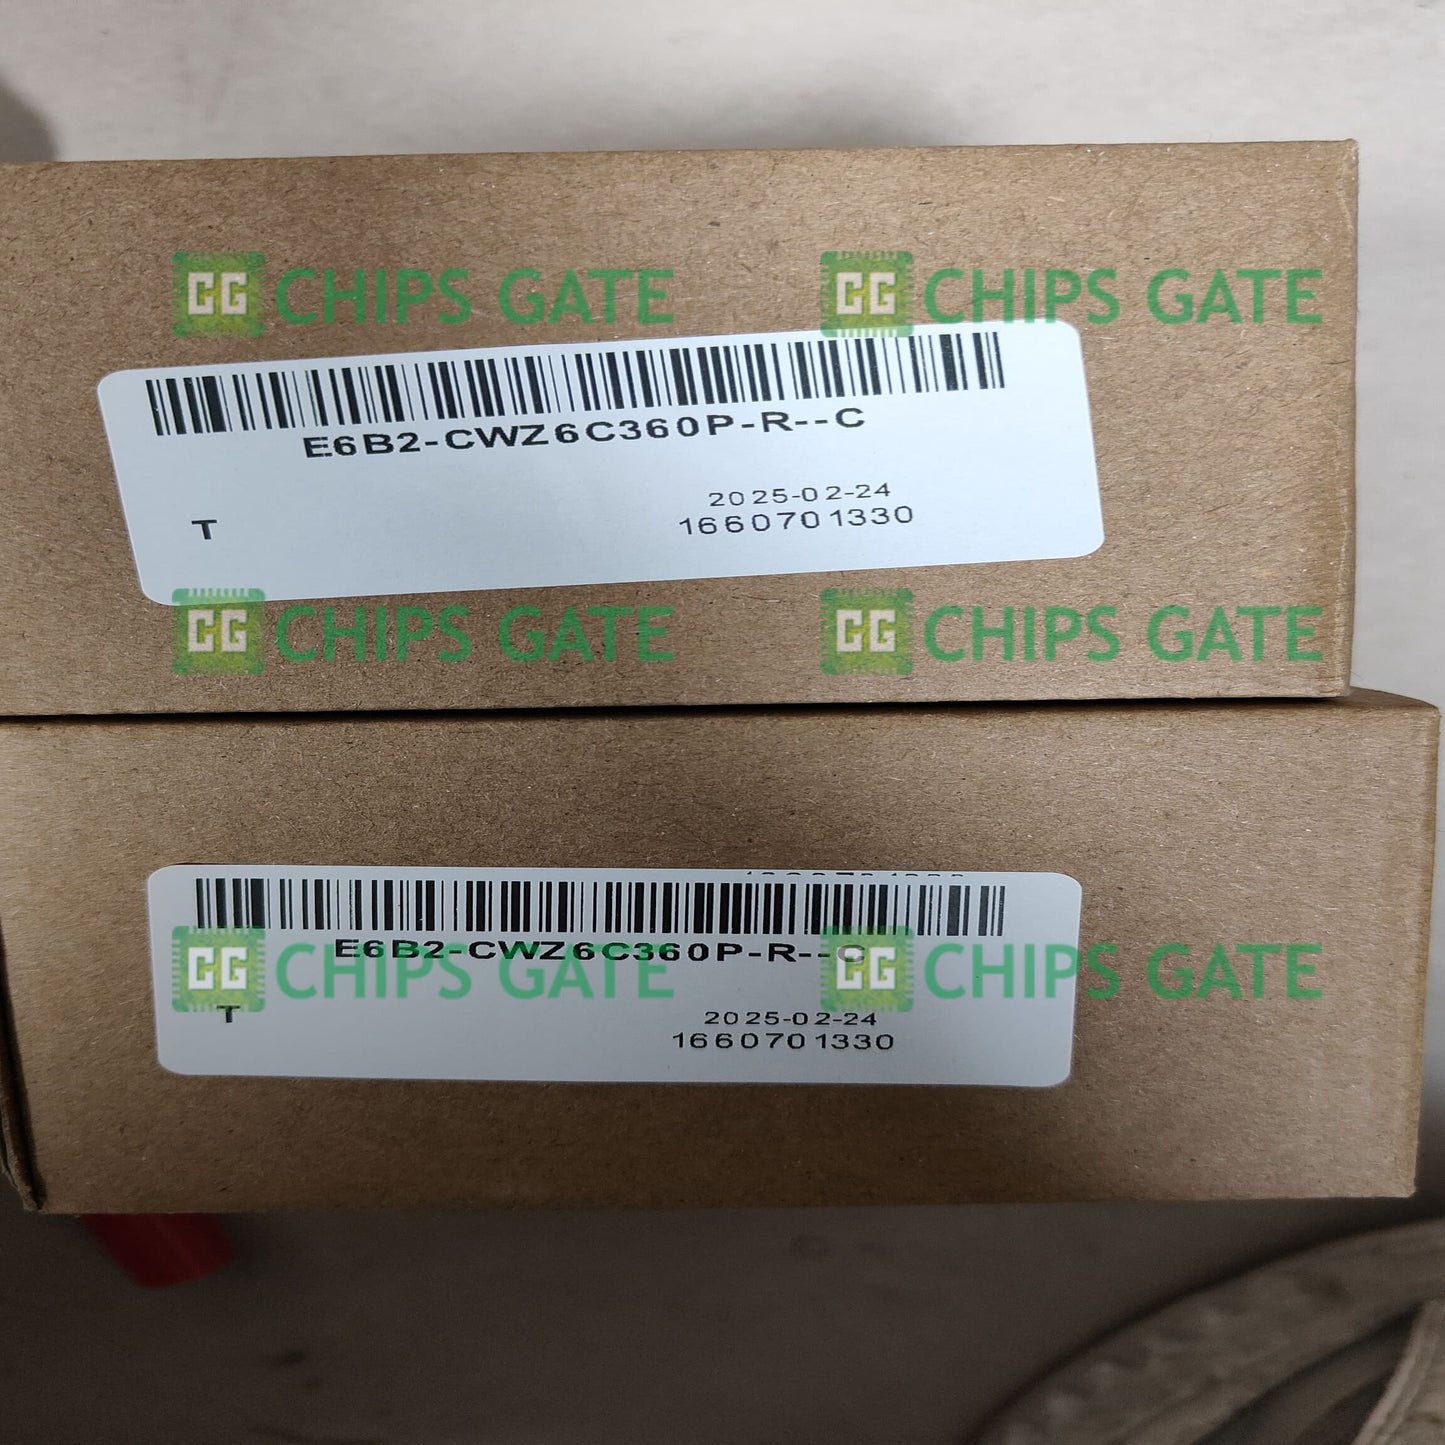 CG CHIPS GATE CG CHIPS GATE
E6B2-CWZ6C360P-R--C
2025-02-24
T 1660701330
CG CHIPS GATE CG CHIPS GATE
E6B2-CWZ6C360P-R--C
CG CHIPS GATE CG CHIPS GATE
T 2025-02-24
1660701330